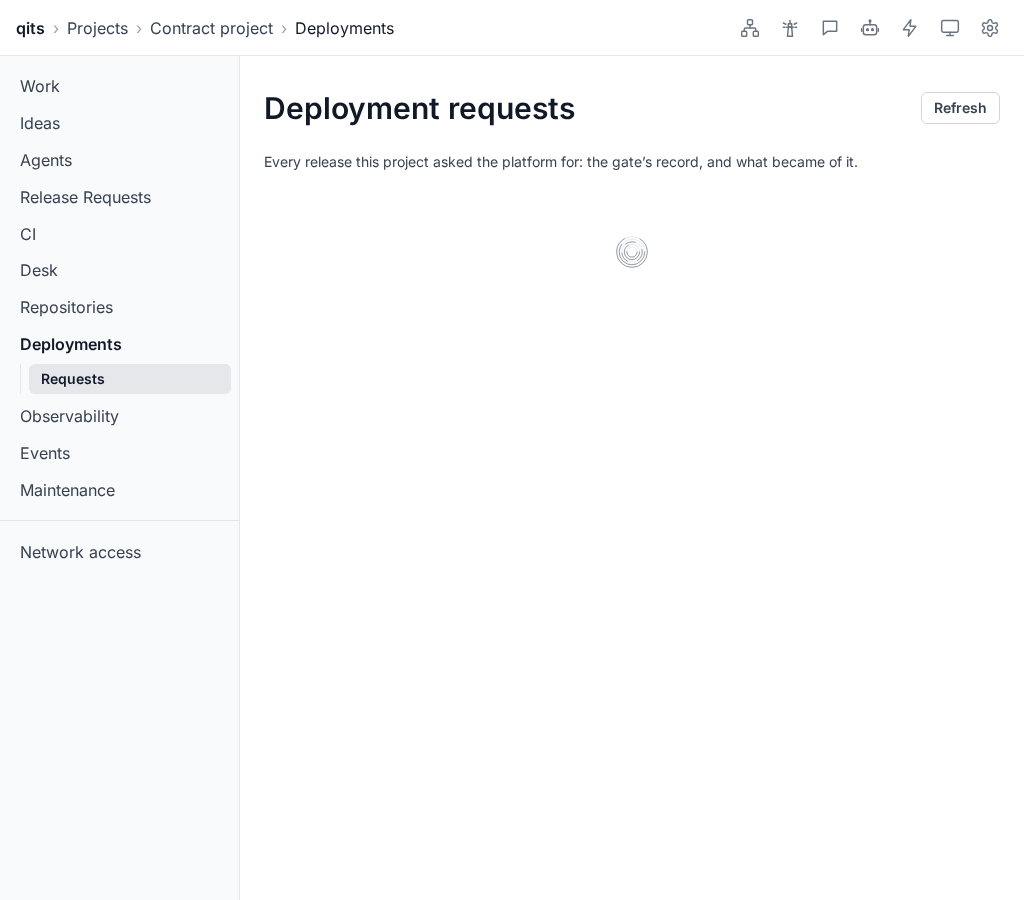 qits › Projects › Contract project › Deployments
Work
Ideas
Agents
Release Requests
CI
Desk
Repositories
Deployments
Requests
Observability
Events
Maintenance
Network access
Deployment requests
Refresh
Every release this project asked the platform for: the gate’s record, and what became of it.